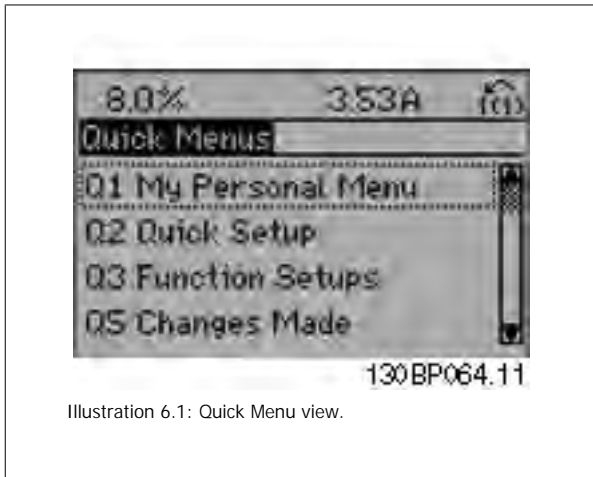 8.0% 3.53A (1)
Quick Menus
Q1 My Personal Menu
Q2 Quick Setup
Q3 Function Setups
Q5 Changes Made
130BP064.11
Illustration 6.1: Quick Menu view.